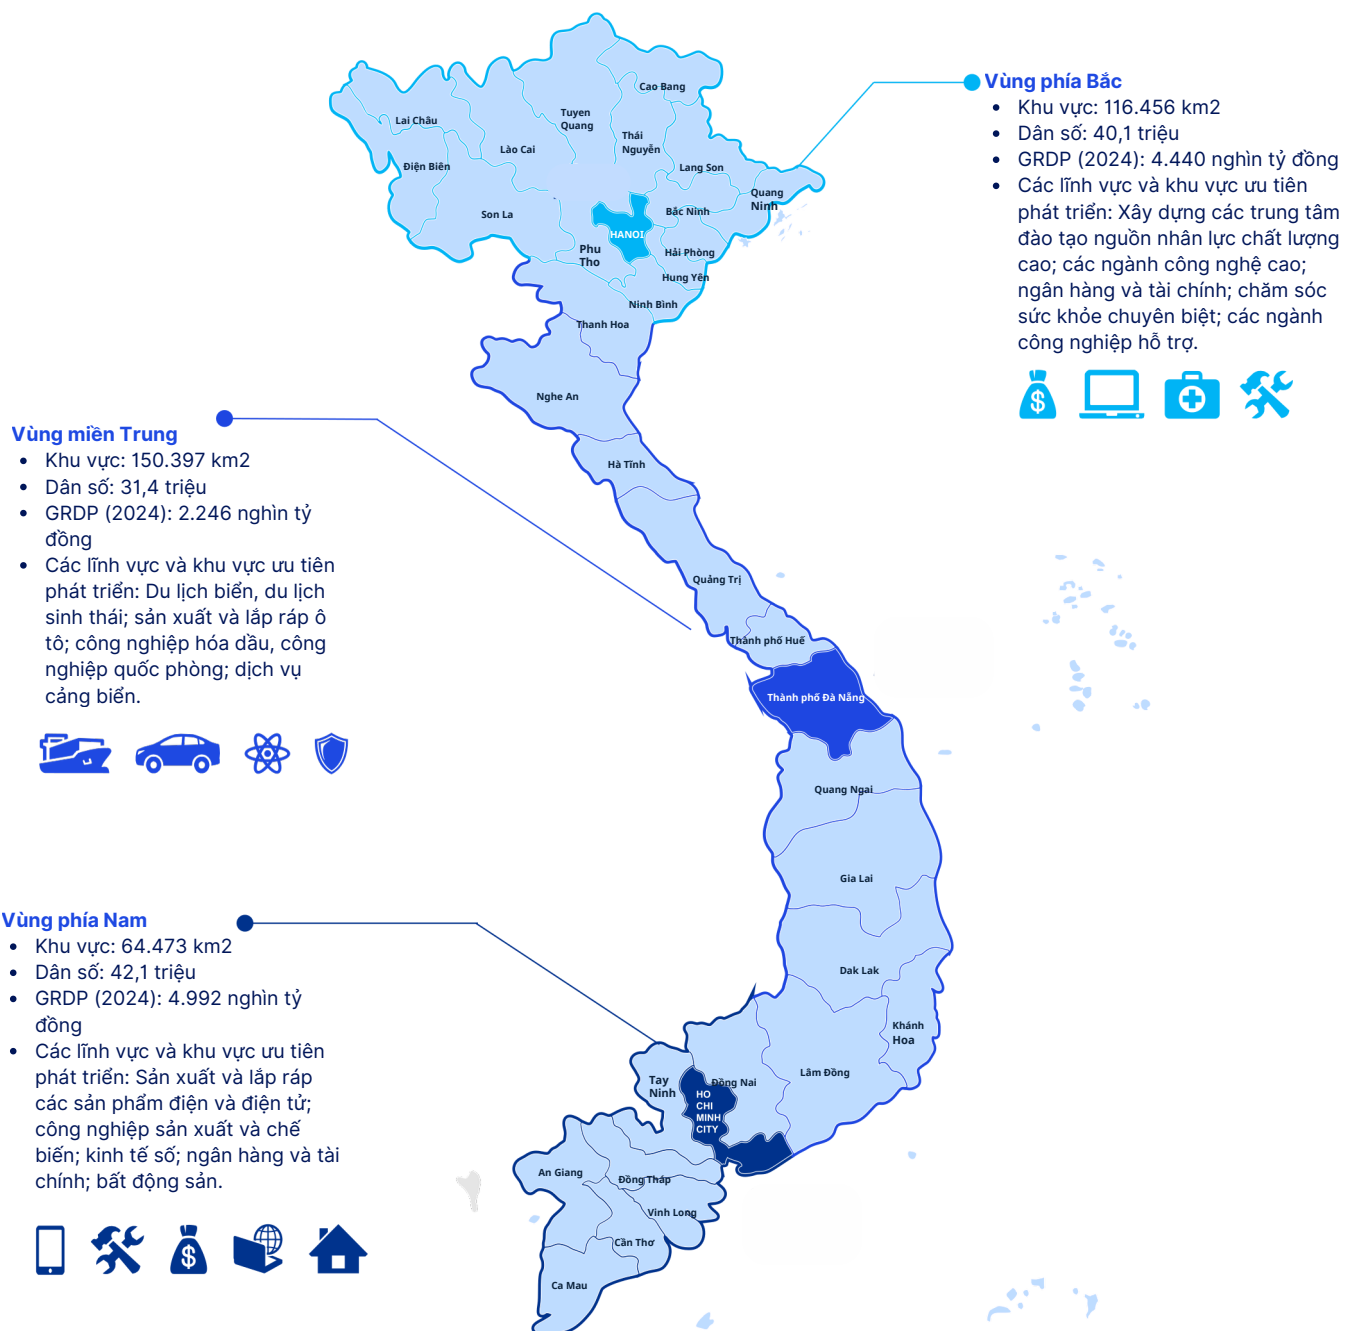 Vùng phía Bắc
• Khu vực: 116.456 km2
• Dân số: 40,1 triệu
• GRDP (2024): 4.440 nghìn tỷ đồng
• Các lĩnh vực và khu vực ưu tiên
phát triển: Xây dựng các trung tâm
đào tạo nguồn nhân lực chất lượng
cao; các ngành công nghệ cao;
ngân hàng và tài chính; chăm sóc
sức khỏe chuyên biệt; các ngành
công nghiệp hỗ trợ.
Vùng miền Trung
• Khu vực: 150.397 km2
• Dân số: 31,4 triệu
• GRDP (2024): 2.246 nghìn tỷ
đồng
• Các lĩnh vực và khu vực ưu tiên
phát triển: Du lịch biển, du lịch
sinh thái; sản xuất và lắp ráp ô
tô; công nghiệp hóa dầu, công
nghiệp quốc phòng; dịch vụ
cảng biển.
Vùng phía Nam
• Khu vực: 64.473 km2
• Dân số: 42,1 triệu
• GRDP (2024): 4.992 nghìn tỷ
đồng
• Các lĩnh vực và khu vực ưu tiên
phát triển: Sản xuất và lắp ráp
các sản phẩm điện và điện tử;
công nghiệp sản xuất và chế
biến; kinh tế số; ngân hàng và tài
chính; bất động sản.
Cao Bang
Lai Châu
Tuyen
Quang
Thái
Nguyễn
Lào Cai
Điện Biên
Lang Son
Quang
Ninh
Son La
Bắc Ninh
HANOI
Phu
Tho
Hải Phòng
Hung Yên
Ninh Bình
Thanh Hoa
Nghe An
Hà Tĩnh
Quảng Trị
Thành phố Huế
Thành phố Đà Nẵng
Quang Ngai
Gia Lai
Dak Lak
Khánh
Hoa
Lâm Đồng
Đồng Nai
Tay
Ninh
HO
CHI
MINH
CITY
An Giang
Đồng Tháp
Vinh Long
Cần Thơ
Ca Mau
$
$